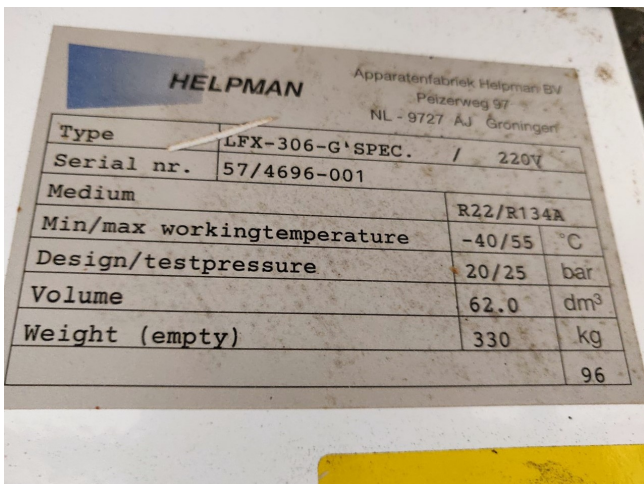 HELPMAN
Apparatenfabriek Helpman BV
Peizerweg 97
NL - 9727 AJ Groningen
Type LFX-306-G'SPEC. / 220V
Serial nr. 57/4696-001
Medium R22/R134A
Min/max workingtemperature -40/55 °C
Design/testpressure 20/25 bar
Volume 62.0 dm³
Weight (empty) 330 kg
96